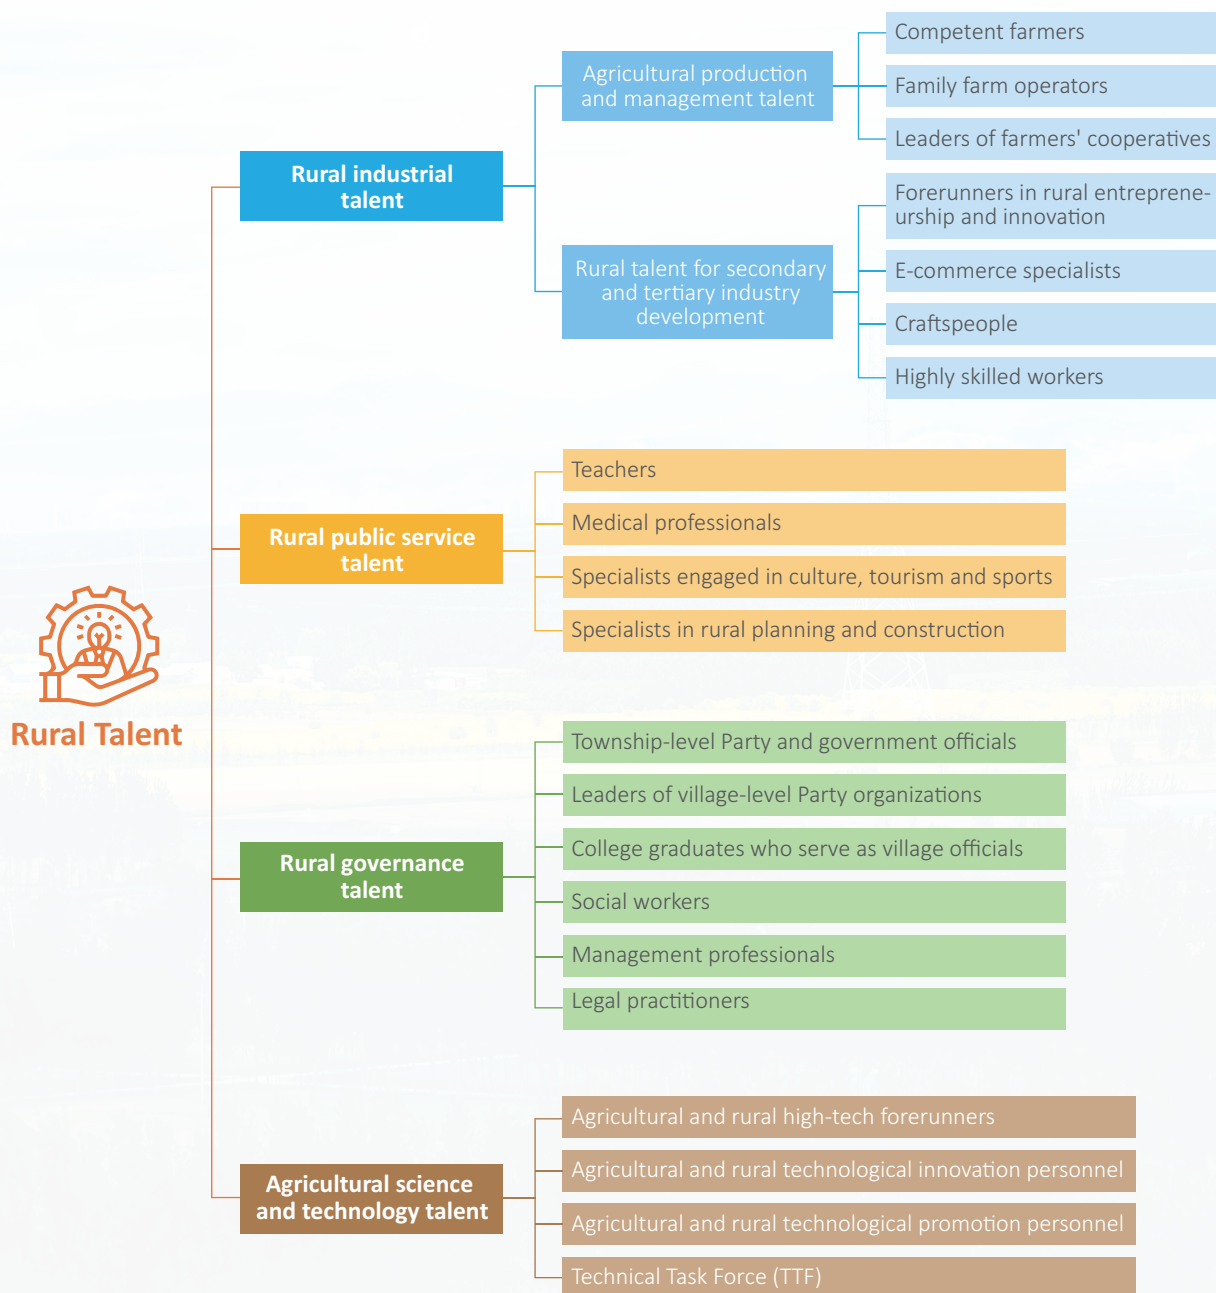 Rural Talent
Rural industrial
talent
Agricultural production
and management talent
Competent farmers
Family farm operators
Leaders of farmers' cooperatives
Rural talent for secondary
and tertiary industry
development
Forerunners in rural entreprene-
urship and innovation
E-commerce specialists
Craftspeople
Highly skilled workers
Rural public service
talent
Teachers
Medical professionals
Specialists engaged in culture, tourism and sports
Specialists in rural planning and construction
Rural governance
talent
Township-level Party and government officials
Leaders of village-level Party organizations
College graduates who serve as village officials
Social workers
Management professionals
Legal practitioners
Agricultural science
and technology talent
Agricultural and rural high-tech forerunners
Agricultural and rural technological innovation personnel
Agricultural and rural technological promotion personnel
Technical Task Force (TTF)